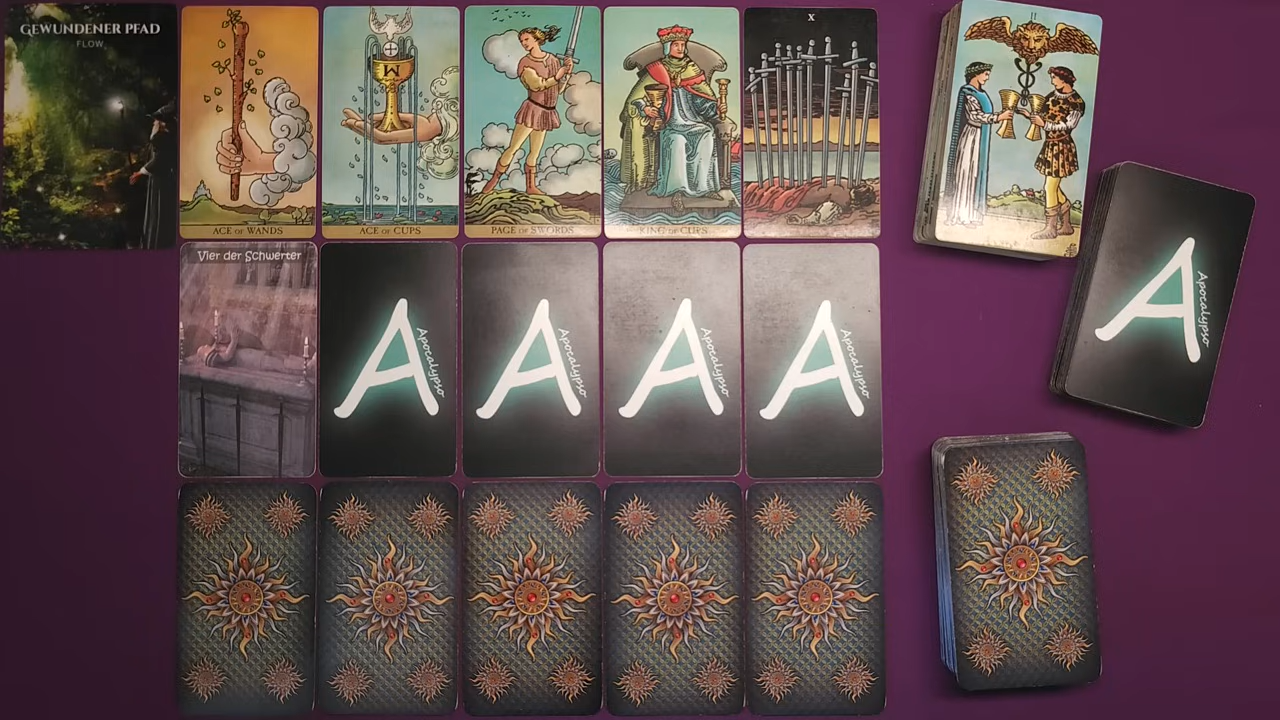 GEWUNDENER PFAD
FLOW
ACE OF WANDS
ACE OF CUPS
PAGE OF SWORDS
KING OF CUPS
X
II
Vier der Schwerter
A
Apocalypso
A
Apocalypso
A
Apocalypso
A
Apocalypso
A
Apocalypso